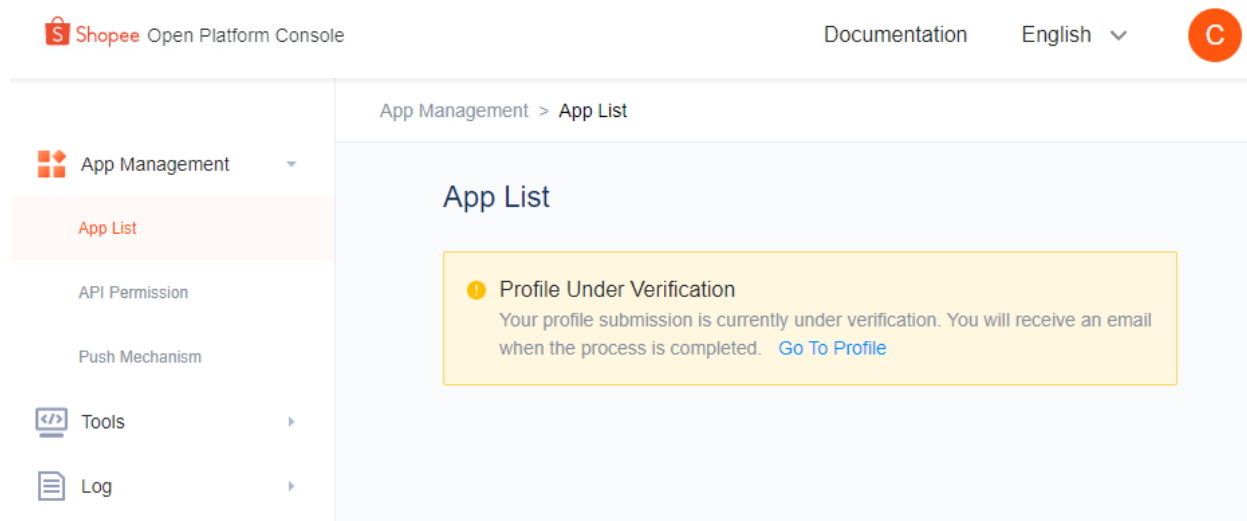 S Shopee Open Platform Console
Documentation
English
C
App Management > App List
App Management
App List
API Permission
Push Mechanism
Tools
Log
App List
Profile Under Verification
Your profile submission is currently under verification. You will receive an email
when the process is completed. Go To Profile